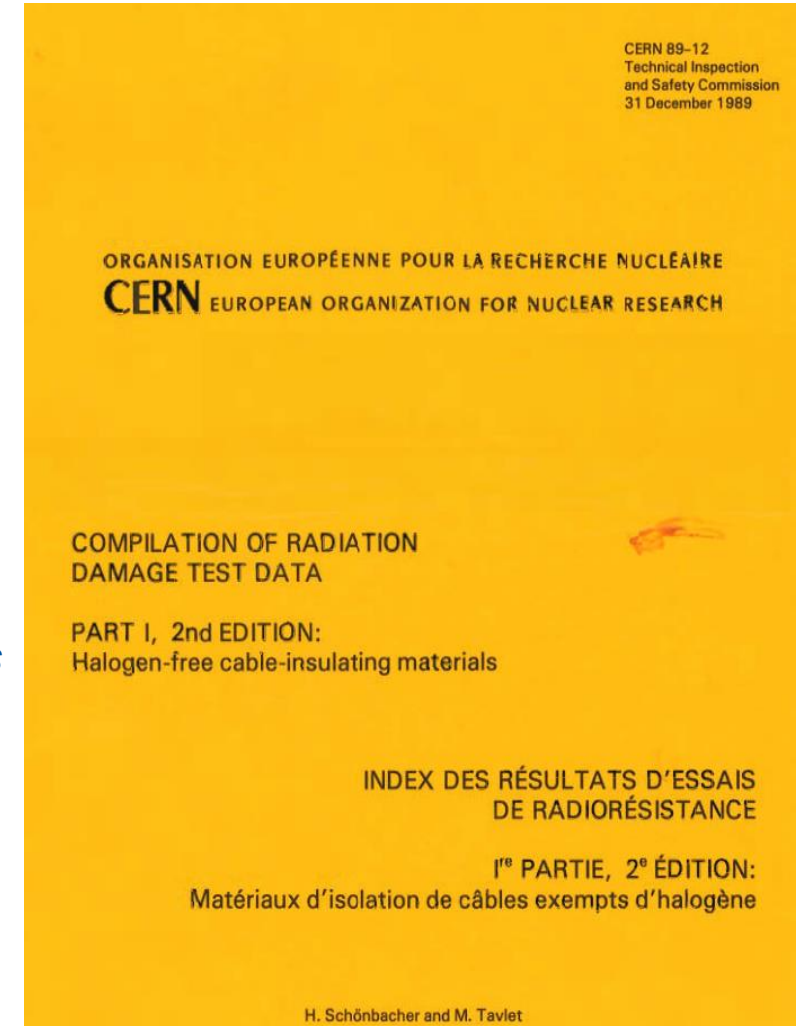 CERN 89–12
Technical Inspection
and Safety Commission
31 December 1989
ORGANISATION EUROPÉENNE POUR LA RECHERCHE NUCLÉAIRE
CERN EUROPEAN ORGANIZATION FOR NUCLEAR RESEARCH
COMPILATION OF RADIATION
DAMAGE TEST DATA
PART I, 2nd EDITION:
Halogen-free cable-insulating materials
INDEX DES RÉSULTATS D'ESSAIS
DE RADIORÉSISTANCE
Iʳᵉ PARTIE, 2ᵉ ÉDITION:
Matériaux d'isolation de câbles exempts d'halogène
H. Schönbacher and M. Tavlet